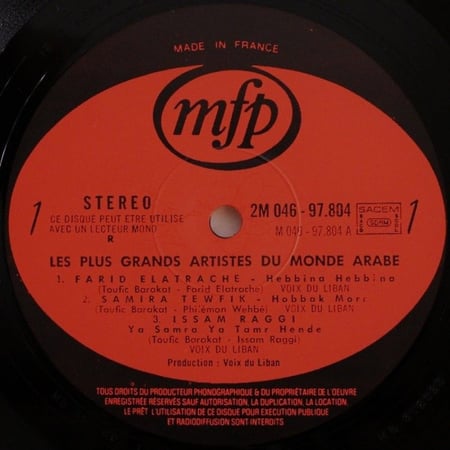 MADE IN FRANCE
mfp
1
STEREO
CE DISQUE PEUT ETRE UTILISE
AVEC UN LECTEUR MONO
R
2M 046-97.804
M 046-97.804 A
SACEM
1
LES PLUS GRANDS ARTISTES DU MONDE ARABE
1. FARID ELATRACHE - Hebbina Hebbina
(Toufic Barakat - Farid Elatrache) VOIX DU LIBAN
2. SAMIRA TEWFIK - Habbak Morr
(Toufic Barakat - Philémon Wehbé) VOIX DU LIBAN
3. ISSAM RAGGI
Ya Samra Ya Tamr Hende
(Toufic Barakat - Issam Raggi)
VOIX DU LIBAN
Production : Voix du Liban
TOUS DROITS DU PRODUCTEUR PHONOGRAPHIQUE & DU PROPRIÉTAIRE DE L'OEUVRE
ENREGISTRÉE RÉSERVÉS SAUF AUTORISATION, LA DUPLICATION, LA LOCATION,
LE PRÊT L'UTILISATION DE CE DISQUE POUR EXECUTION PUBLIQUE
ET RADIODIFFUSION SONT INTERDITS